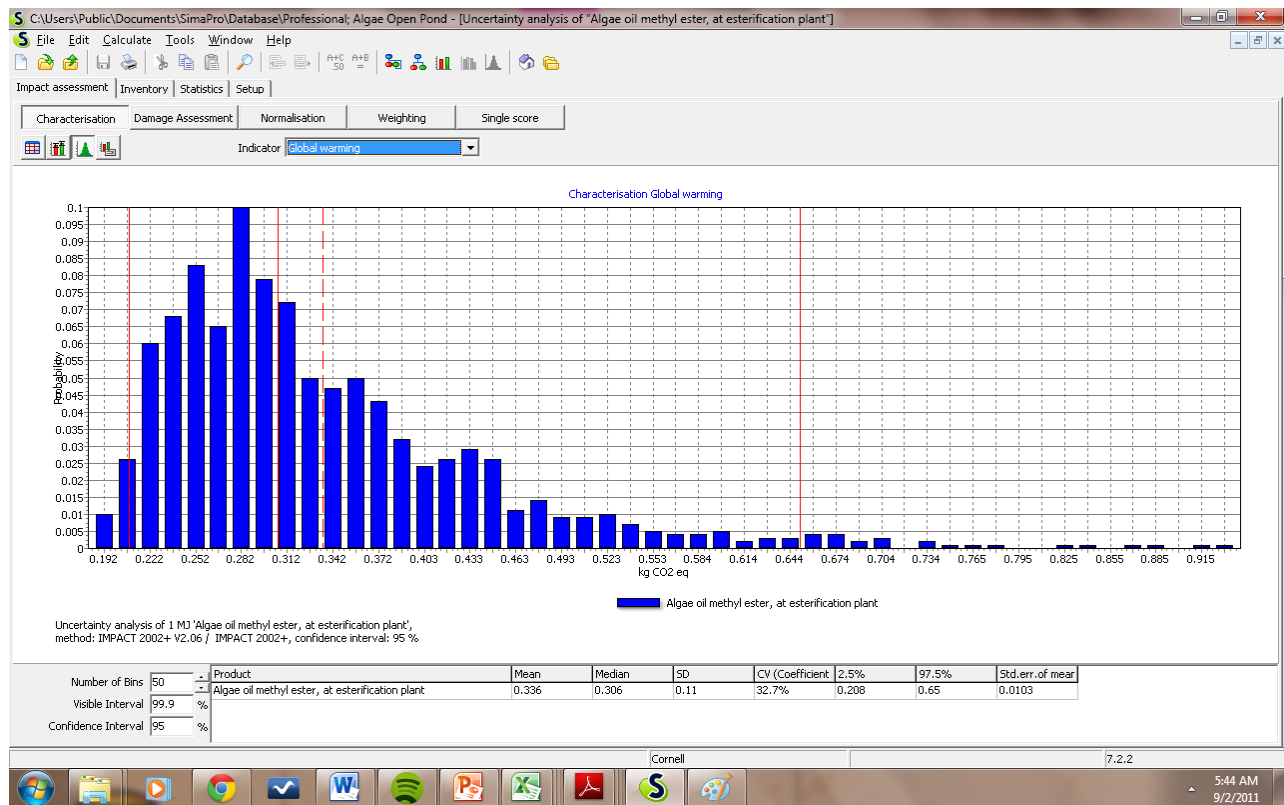 C:\Users\Public\Documents\SimaPro\Database\Professional; Algae Open Pond - [Uncertainty analysis of "Algae oil methyl ester, at esterification plant"]
File Edit Calculate Tools Window Help
A+C .50 A+B =
Impact assessment Inventory Statistics Setup
Characterisation Damage Assessment Normalisation Weighting Single score
Indicator Global warming
Characterisation Global warming
0.1
0.095
0.09
0.085
0.08
0.075
0.07
0.065
0.06
0.055
0.05
0.045
0.04
0.035
0.03
0.025
0.02
0.015
0.01
0.005
0
Probability
0.192 0.222 0.252 0.282 0.312 0.342 0.372 0.403 0.433 0.463 0.493 0.523 0.553 0.584 0.614 0.644 0.674 0.704 0.734 0.765 0.795 0.825 0.855 0.885 0.915
kg CO2 eq
Algae oil methyl ester, at esterification plant
Uncertainty analysis of 1 MJ 'Algae oil methyl ester, at esterification plant',
method: IMPACT 2002+ V2.06 / IMPACT 2002+, confidence interval: 95 %
Number of Bins 50
Visible Interval 99.9 %
Confidence Interval 95 %
Product Mean Median SD CV (Coefficient 2.5% 97.5% Std.err.of mear
Algae oil methyl ester, at esterification plant 0.336 0.306 0.11 32.7% 0.208 0.65 0.0103
Cornell 7.2.2
5:44 AM
9/2/2011